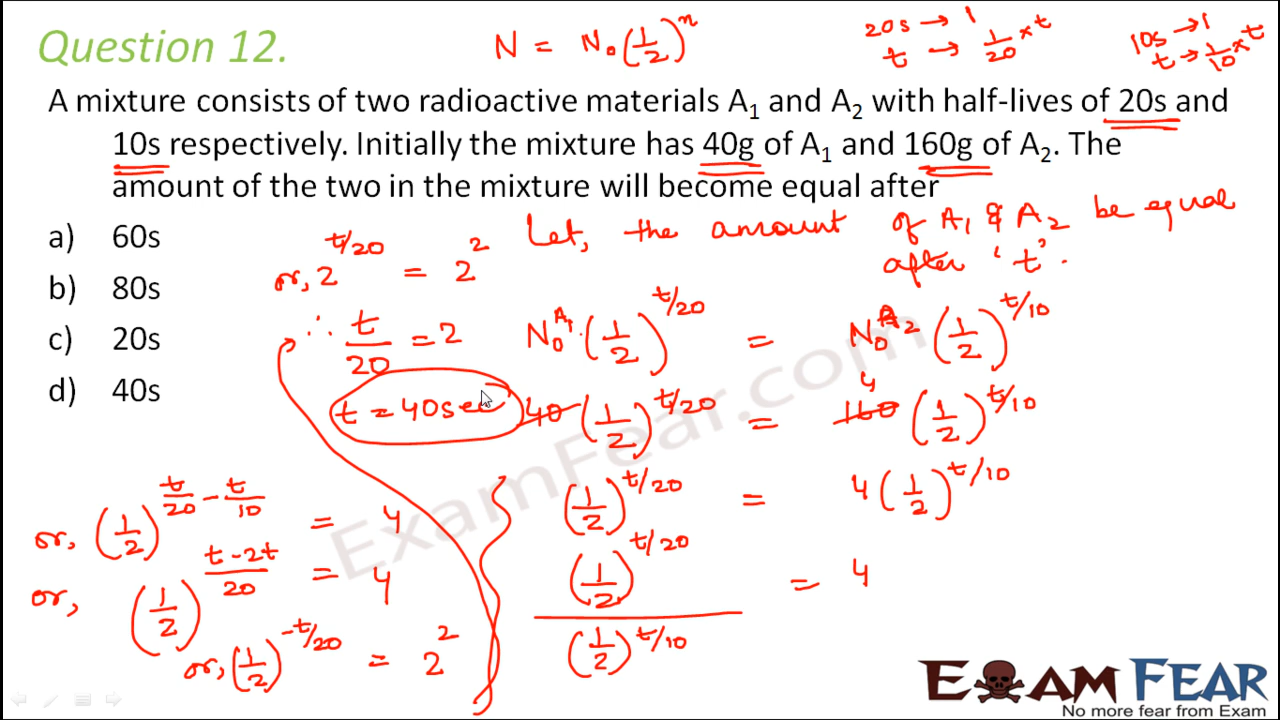 Question 12.
N = N₀(1/2)ⁿ
20s → 1
t → 1/20 × t
10s → 1
t → 1/10 × t
A mixture consists of two radioactive materials A₁ and A₂ with half-lives of 20s and
10s respectively. Initially the mixture has 40g of A₁ and 160g of A₂. The
amount of the two in the mixture will become equal after
a) 60s
b) 80s
c) 20s
d) 40s
Let, the amount of A₁ & A₂ be equal
after 't'.
N₀^A₁ · (1/2)^t/20 = N₀^A₂ (1/2)^t/10
40 (1/2)^t/20 = 160 4 (1/2)^t/10
(1/2)^t/20 = 4 (1/2)^t/10
(1/2)^t/20 / (1/2)^t/10 = 4
or, (1/2)^(t/20 - t/10) = 4
or, (1/2)^((t-2t)/20) = 4
or, (1/2)^-t/20 = 2²
or, 2^t/20 = 2²
∴ t/20 = 2
t = 40sec
ExamFear.com
EXAM FEAR
No more fear from Exam